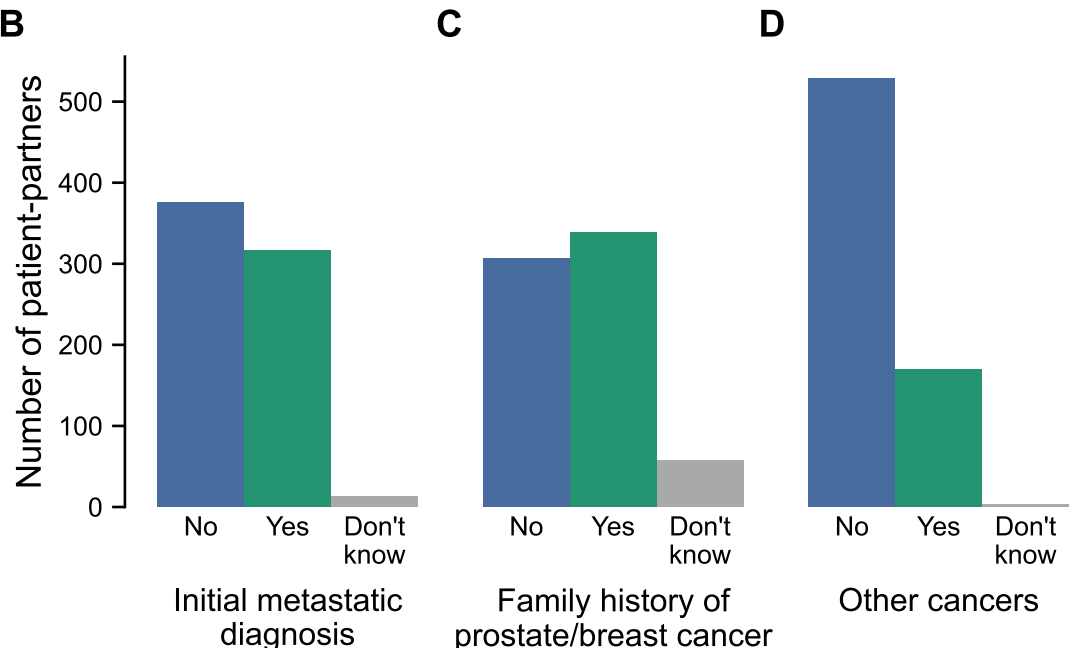 B
C
D
Number of patient-partners
500
400
300
200
100
0
No Yes Don't know
No Yes Don't know
No Yes Don't know
Initial metastatic
diagnosis
Family history of
prostate/breast cancer
Other cancers